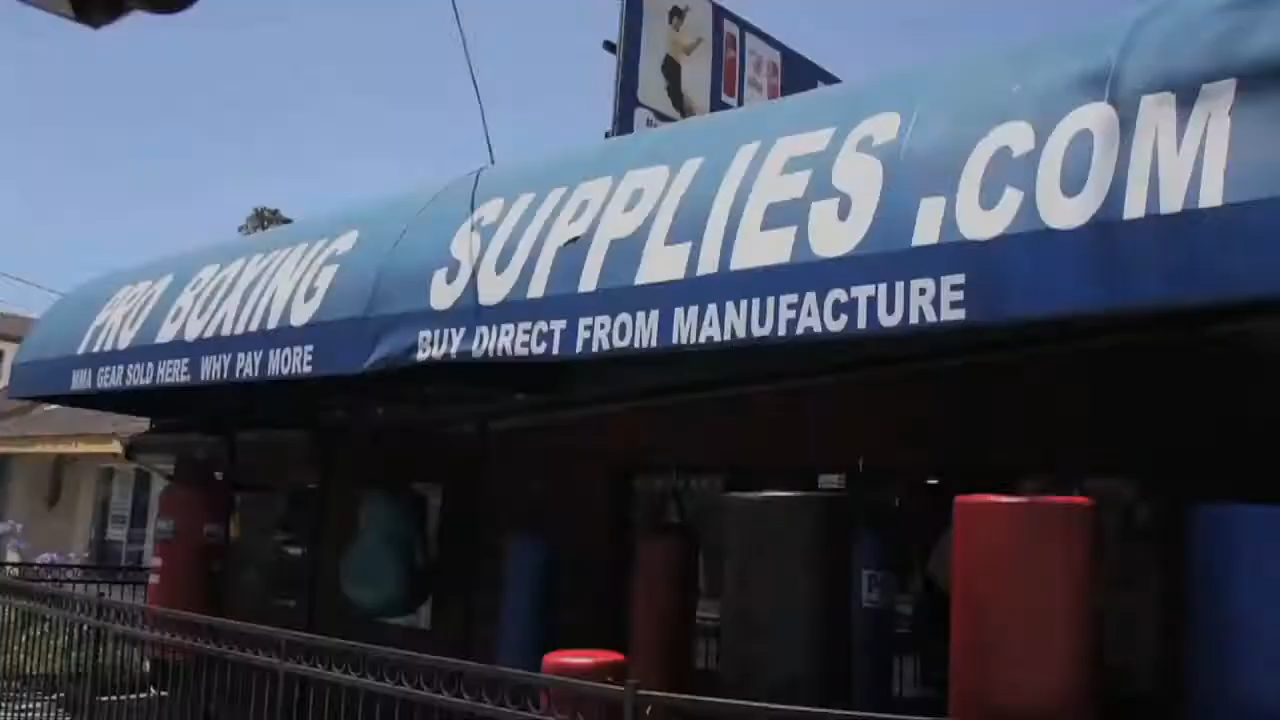 PRO BOXING SUPPLIES.COM
MMA GEAR SOLD HERE. WHY PAY MORE BUY DIRECT FROM MANUFACTURE